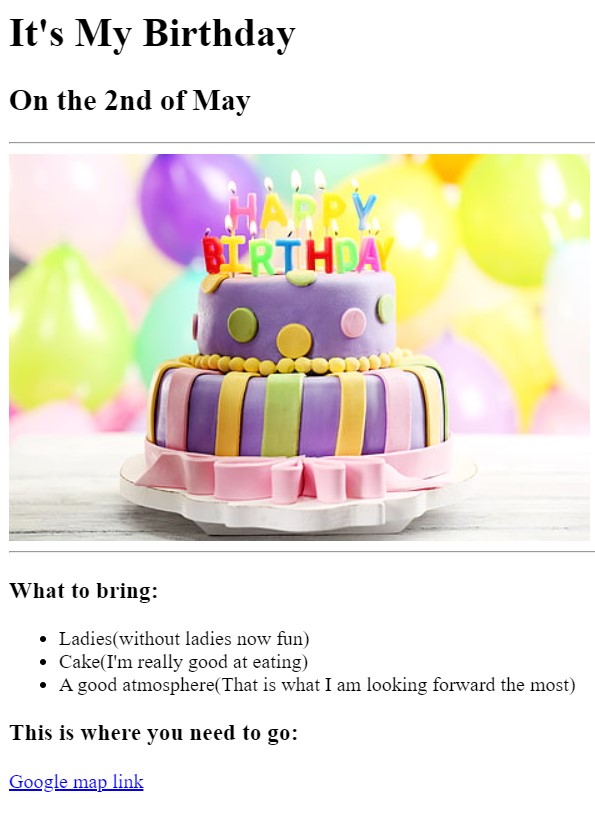 It's My Birthday
On the 2nd of May
HAPPY
BIRTHDAY
What to bring:
Ladies(without ladies now fun)
Cake(I'm really good at eating)
A good atmosphere(That is what I am looking forward the most)
This is where you need to go:
Google map link